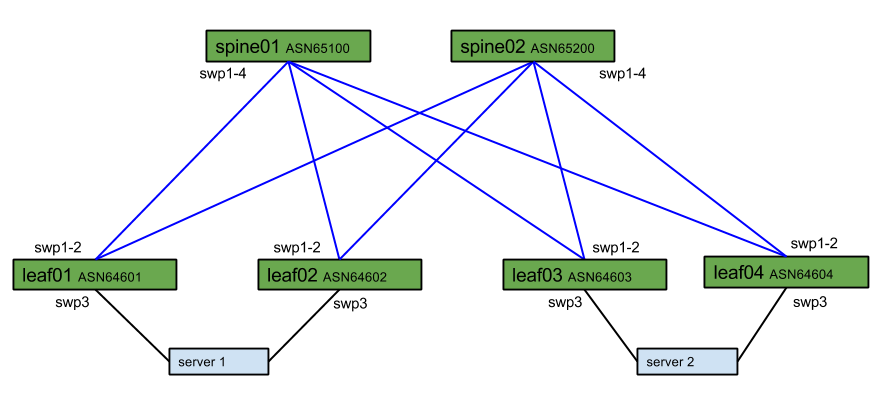 spine01 ASN65100
spine02 ASN65200
swp1-4
swp1-4
swp1-2
swp1-2
swp1-2
swp1-2
leaf01 ASN64601
leaf02 ASN64602
leaf03 ASN64603
leaf04 ASN64604
swp3
swp3
swp3
swp3
server 1
server 2